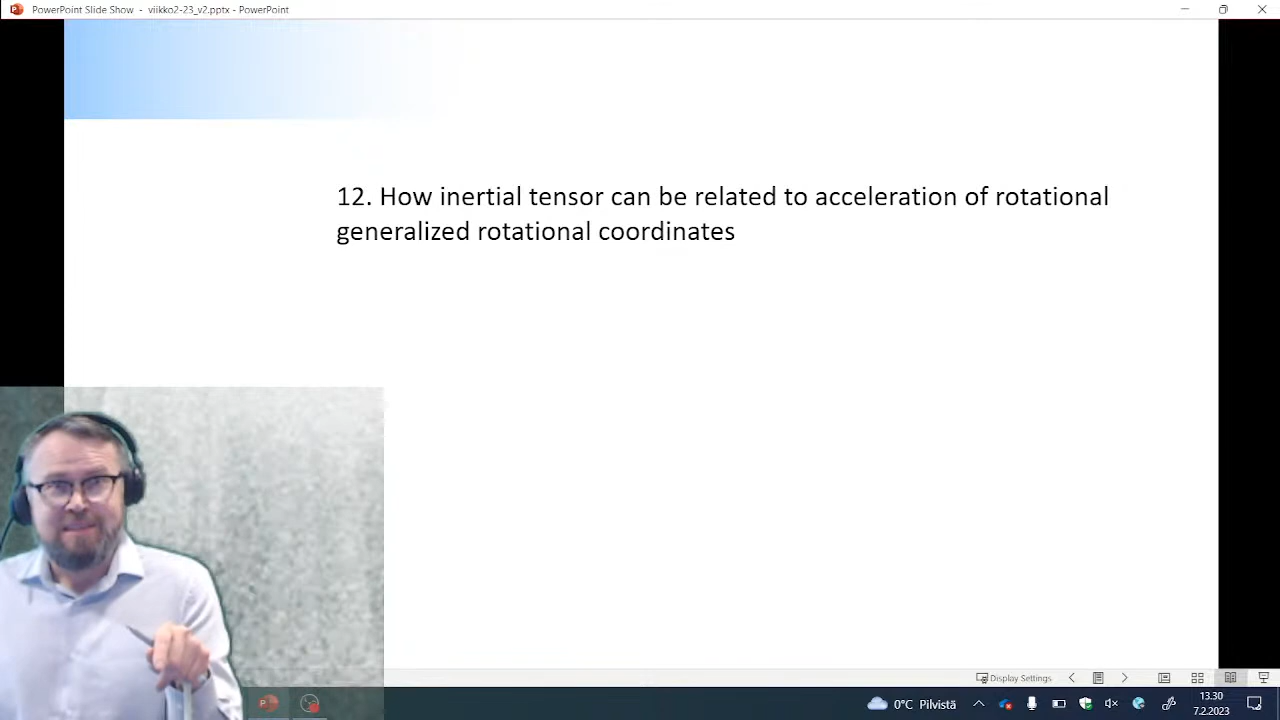 PowerPoint Slide Show - viikko2-23_v2.pptx - PowerPoint
12. How inertial tensor can be related to acceleration of rotational
generalized rotational coordinates
Display Settings
0°C Pilvistä
13.30
7.2.2023